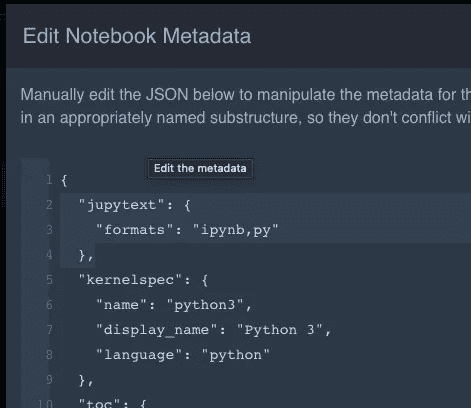 Edit Notebook Metadata
Manually edit the JSON below to manipulate the metadata for th
in an appropriately named substructure, so they don't conflict wi
Edit the metadata
1 {
2 "jupytext": {
3 "formats": "ipynb,py"
4 },
5 "kernelspec": {
6 "name": "python3",
7 "display_name": "Python 3",
8 "language": "python"
9 },
10 "toc": {